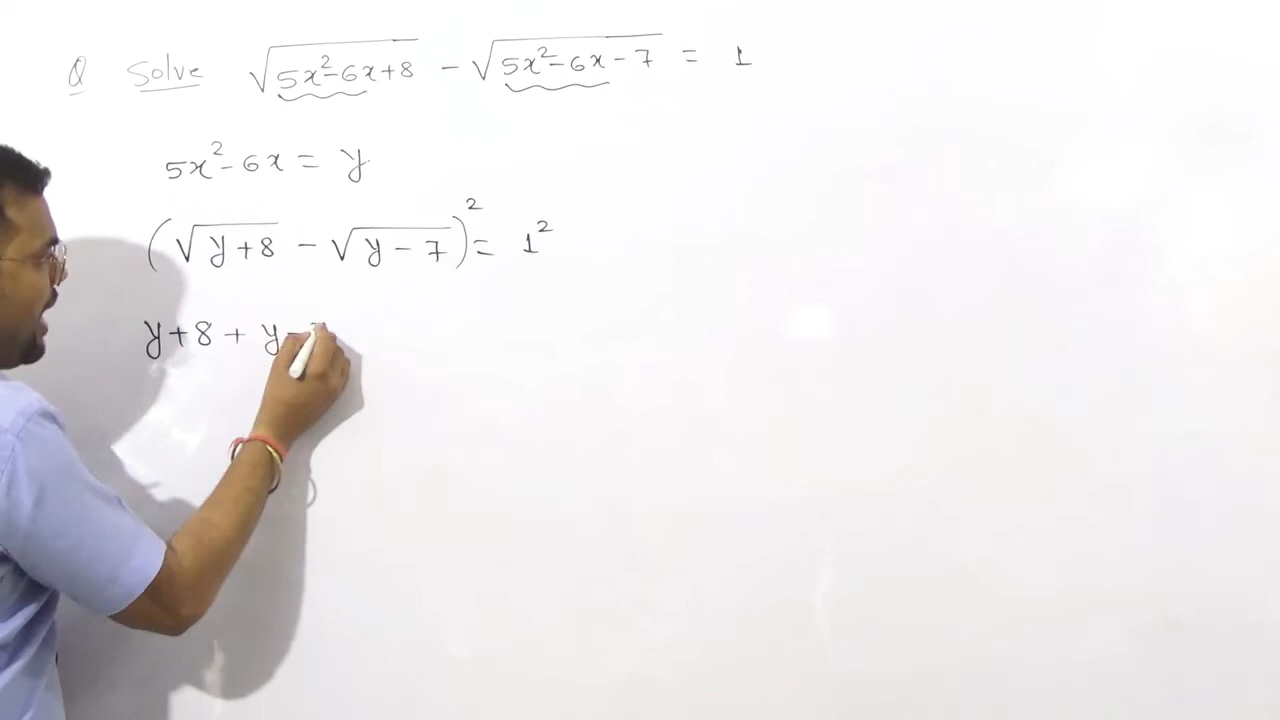 Q Solve √(5x²-6x+8) - √(5x²-6x-7) = 1
5x²-6x = y
(√(y+8) - √(y-7))² = 1²
y+8 + y-